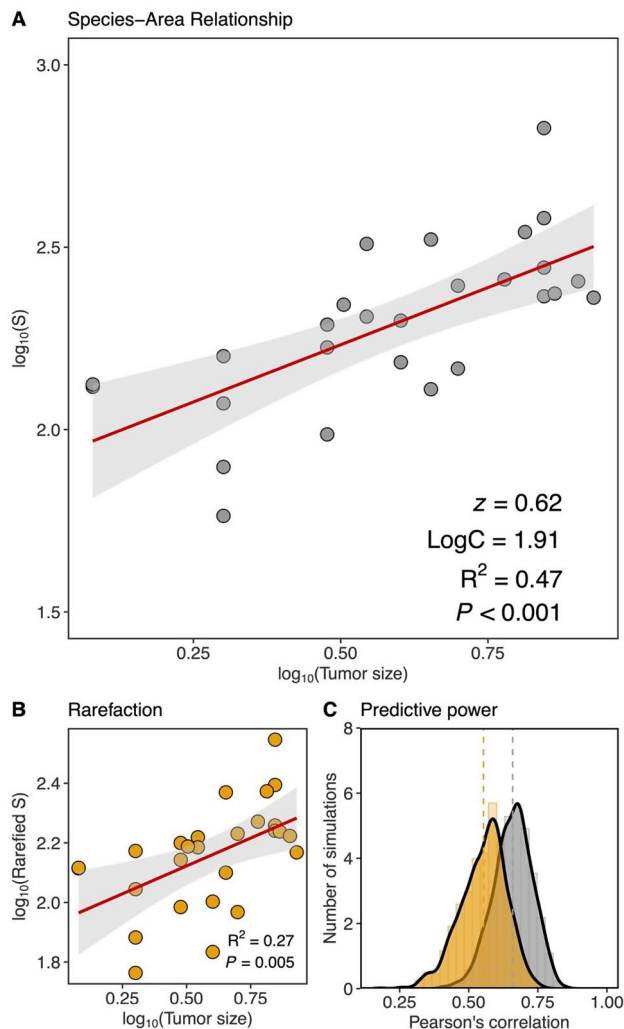 A Species−Area Relationship
3.0
2.5
2.0
1.5
log₁₀(S)
z = 0.62
LogC = 1.91
R² = 0.47
P < 0.001
0.25 0.50 0.75
log₁₀(Tumor size)
B Rarefaction
2.4
2.2
2.0
1.8
log₁₀(Rarefied S)
R² = 0.27
P = 0.005
0.25 0.50 0.75
log₁₀(Tumor size)
C Predictive power
8
6
4
2
0
Number of simulations
0.25 0.50 0.75 1.00
Pearson's correlation